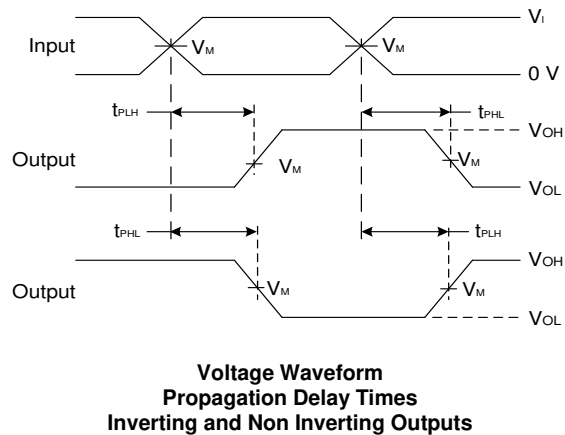 VI
Input VM VM
0 V
tPLH tPHL
VOH
Output VM VM
VOL
tPHL tPLH
VOH
Output VM VM
VOL
Voltage Waveform
Propagation Delay Times
Inverting and Non Inverting Outputs